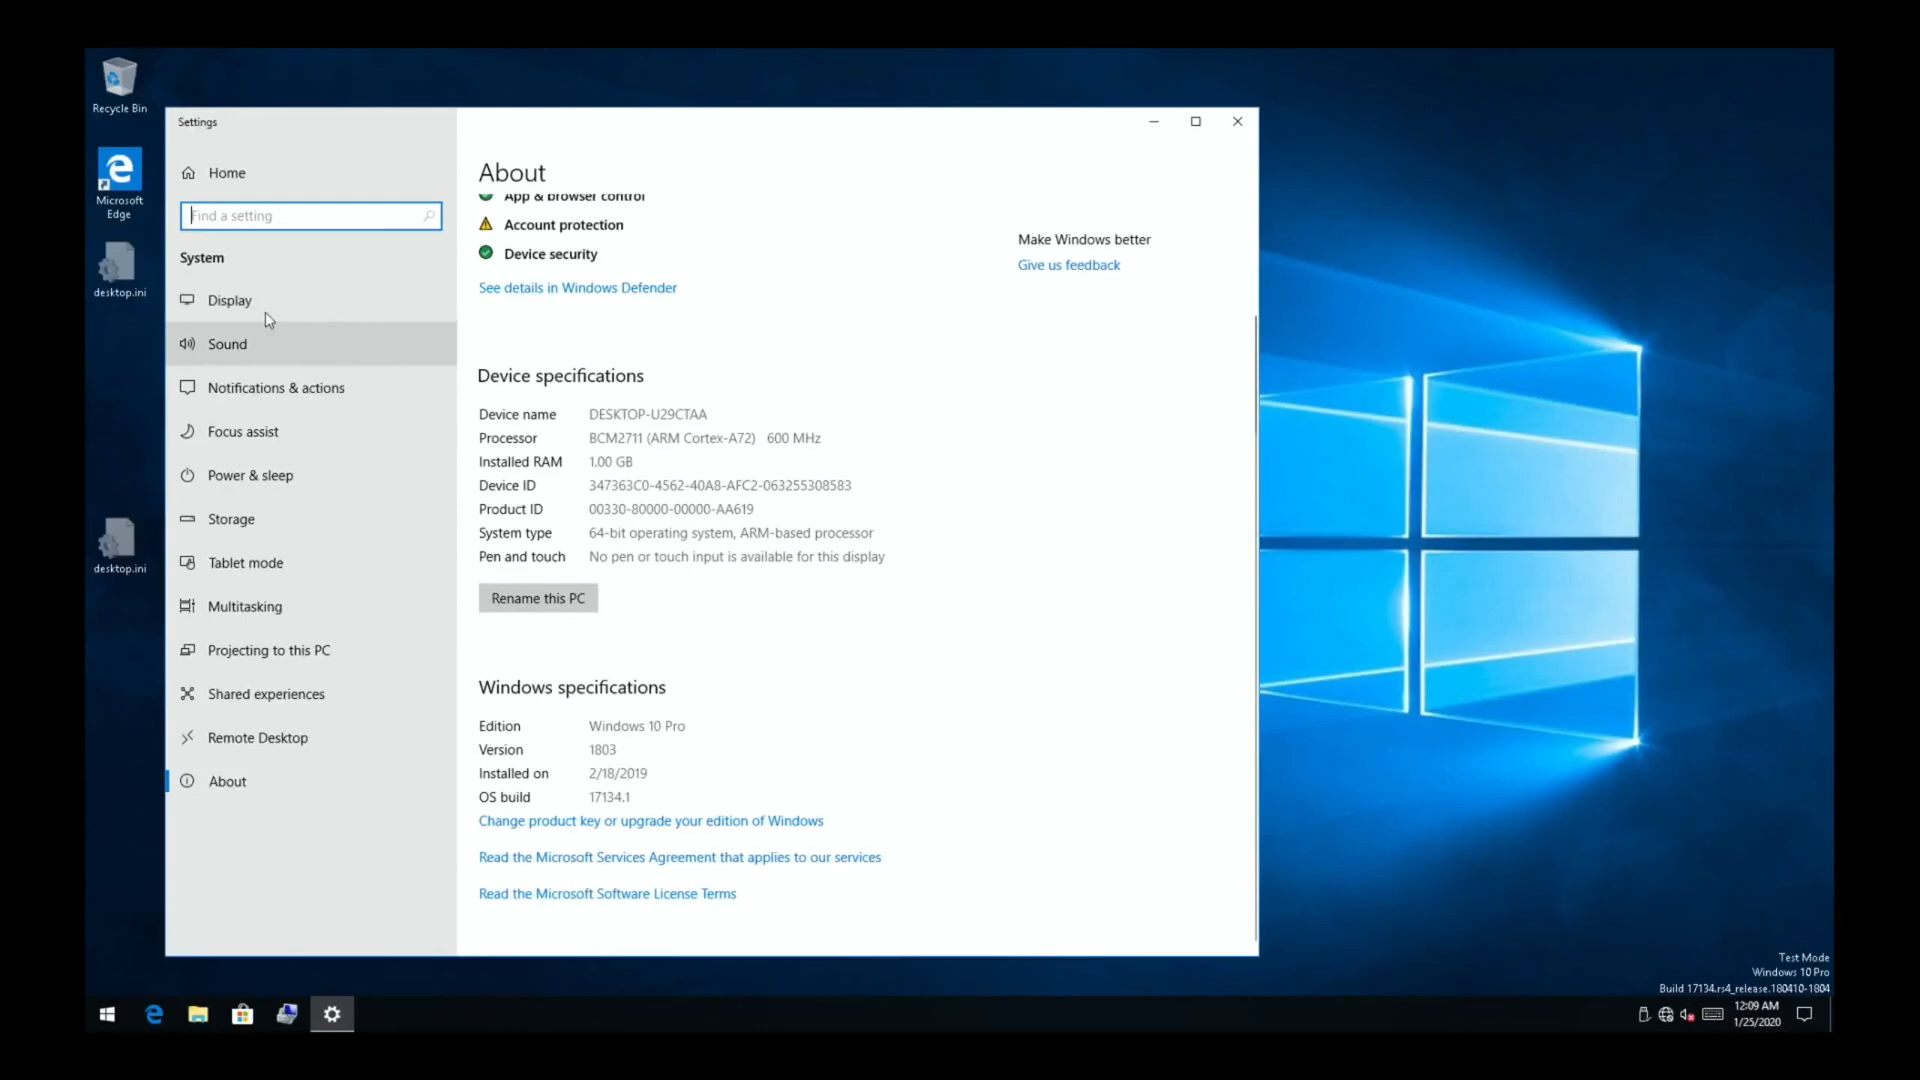 Recycle Bin
Microsoft
Edge
desktop.ini
desktop.ini
Settings
Home
Find a setting
System
Display
Sound
Notifications & actions
Focus assist
Power & sleep
Storage
Tablet mode
Multitasking
Projecting to this PC
Shared experiences
Remote Desktop
About
About
App & browser control
Account protection
Device security
See details in Windows Defender
Make Windows better
Give us feedback
Device specifications
Device name DESKTOP-U29CTAA
Processor BCM2711 (ARM Cortex-A72) 600 MHz
Installed RAM 1.00 GB
Device ID 347363C0-4562-40A8-AFC2-063255308583
Product ID 00330-80000-00000-AA619
System type 64-bit operating system, ARM-based processor
Pen and touch No pen or touch input is available for this display
Rename this PC
Windows specifications
Edition Windows 10 Pro
Version 1803
Installed on 2/18/2019
OS build 17134.1
Change product key or upgrade your edition of Windows
Read the Microsoft Services Agreement that applies to our services
Read the Microsoft Software License Terms
Test Mode
Windows 10 Pro
Build 17134.rs4_release.180410-1804
12:09 AM
1/25/2020